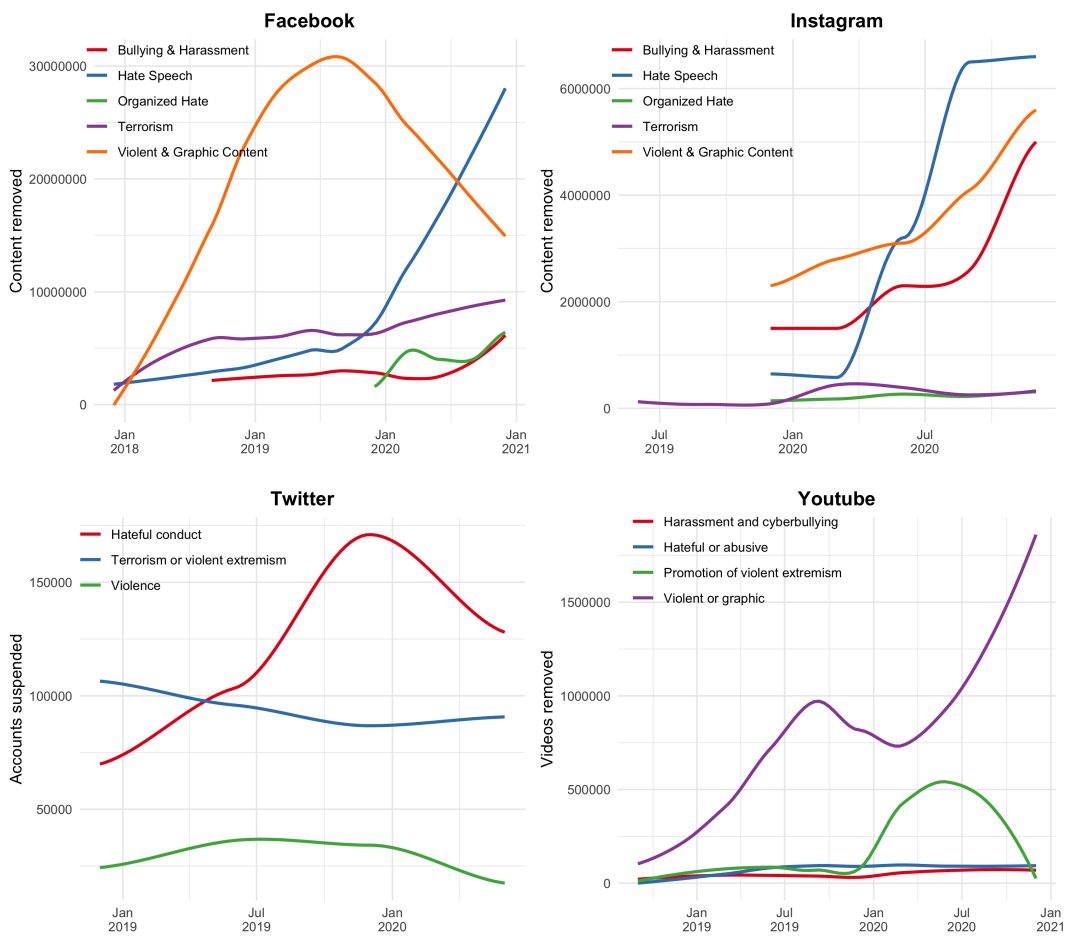 Facebook
Bullying & Harassment
Hate Speech
Organized Hate
Terrorism
Violent & Graphic Content
Content removed
30000000
20000000
10000000
0
Jan
2018
Jan
2019
Jan
2020
Jan
2021
Instagram
Bullying & Harassment
Hate Speech
Organized Hate
Terrorism
Violent & Graphic Content
Content removed
6000000
4000000
2000000
0
Jul
2019
Jan
2020
Jul
2020
Twitter
Hateful conduct
Terrorism or violent extremism
Violence
Accounts suspended
150000
100000
50000
Jan
2019
Jul
2019
Jan
2020
Youtube
Harassment and cyberbullying
Hateful or abusive
Promotion of violent extremism
Violent or graphic
Videos removed
1500000
1000000
500000
0
Jan
2019
Jul
2019
Jan
2020
Jul
2020
Jan
2021